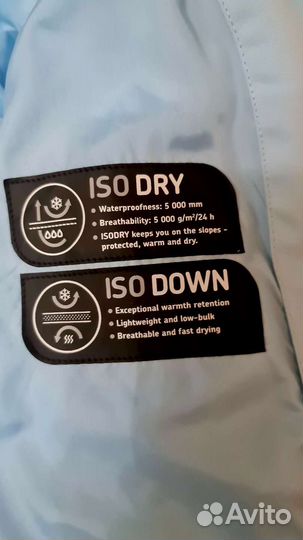 ISO DRY
• Waterproofness: 5 000 mm
• Breathability: 5 000 g/m²/24 h
• ISODRY keeps you on the slopes -
protected, warm and dry.
ISO DOWN
• Exceptional warmth retention
• Lightweight and low-bulk
• Breathable and fast drying
Avito